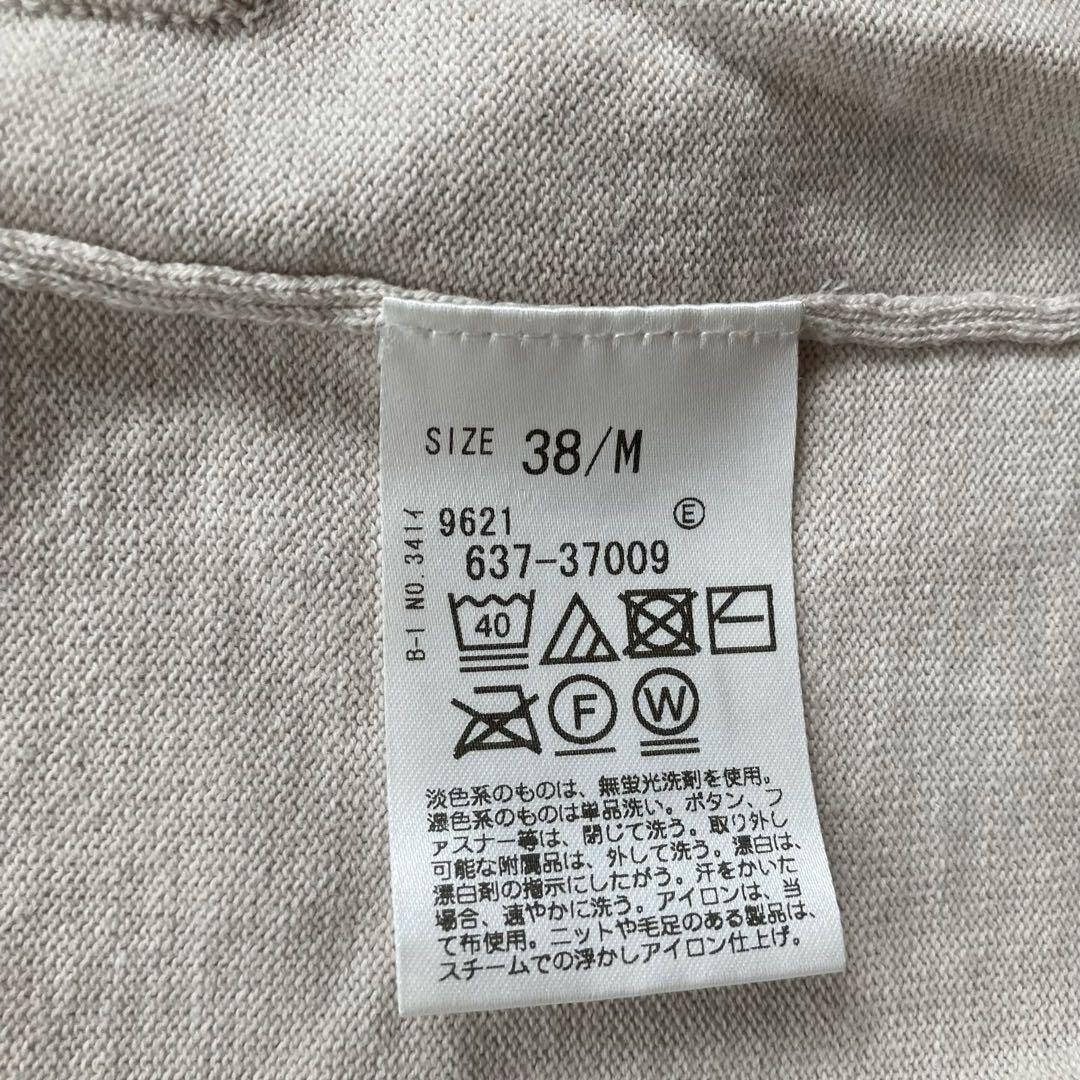 SIZE 38/M
9621 Ⓔ
637-37009
B-I NO.341イ
40
F W
淡色系のものは、無蛍光洗剤を使用。
濃色系のものは単品洗い。ボタン、フ
ァスナー等は、閉じて洗う。取り外し
可能な附属品は、外して洗う。漂白は、
漂白剤の指示にしたがう。汗をかいた
場合、速やかに洗う。アイロンは、当
て布使用。ニットや毛足のある製品は、
スチームでの浮かしアイロン仕上げ。